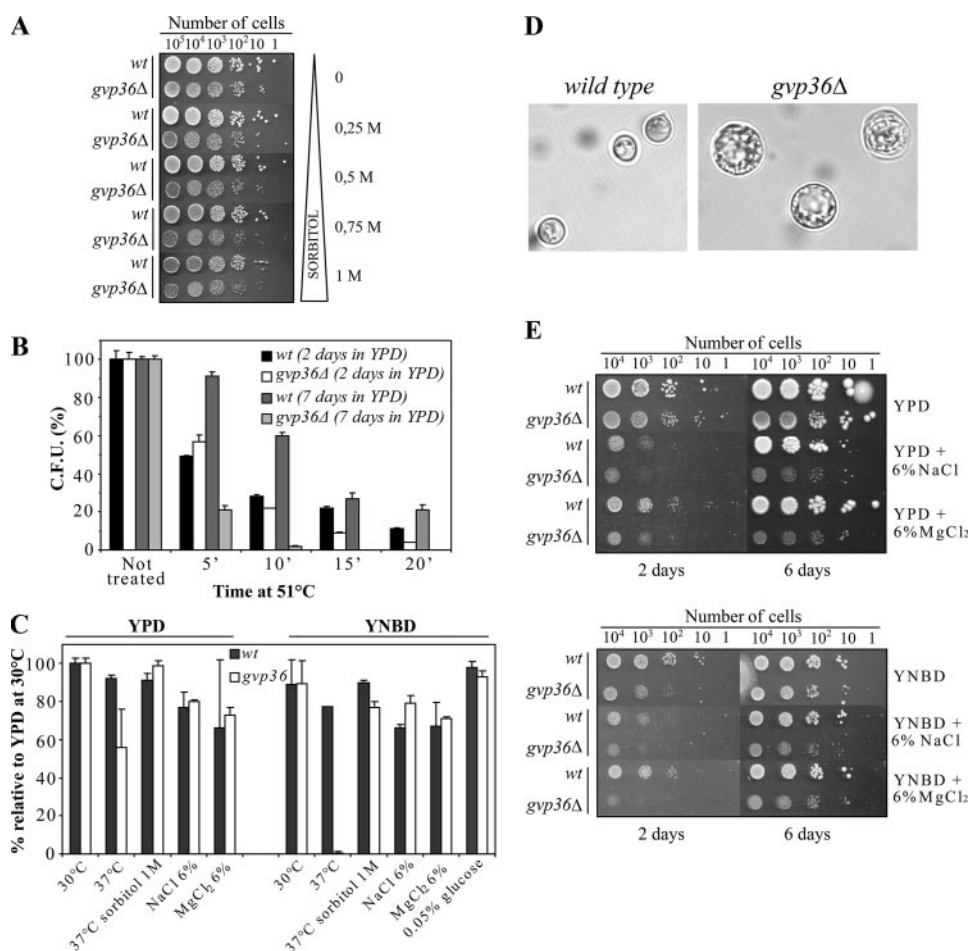 A
Number of cells
10⁵ 10⁴ 10³ 10² 10 1
wt
gvp36Δ
0
wt
gvp36Δ
0,25 M
wt
gvp36Δ
0,5 M
wt
gvp36Δ
0,75 M
wt
gvp36Δ
1 M
SORBITOL
D
wild type
gvp36Δ
B
C.F.U. (%)
100
80
60
40
20
0
wt (2 days in YPD)
gvp36Δ (2 days in YPD)
wt (7 days in YPD)
gvp36Δ (7 days in YPD)
Not treated
5’
10’
15’
20’
Time at 51°C
C
YPD
YNBD
wt
gvp36
% relative to YPD at 30°C
100
80
60
40
20
0
30°C
37°C
37°C sorbitol 1M
NaCl 6%
MgCl₂ 6%
30°C
37°C
37°C sorbitol 1M
NaCl 6%
MgCl₂ 6%
0.05% glucose
E
Number of cells
10⁴ 10³ 10² 10 1 10⁴ 10³ 10² 10 1
wt
gvp36Δ
YPD
wt
gvp36Δ
YPD + 6%NaCl
wt
gvp36Δ
YPD + 6%MgCl₂
2 days
6 days
Number of cells
10⁴ 10³ 10² 10 1 10⁴ 10³ 10² 10 1
wt
gvp36Δ
YNBD
wt
gvp36Δ
YNBD + 6%NaCl
wt
gvp36Δ
YNBD + 6%MgCl₂
2 days
6 days